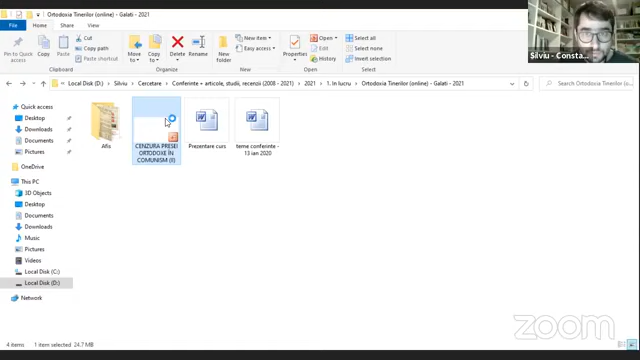 Ortodoxia Tinerilor (online) - Galati - 2021
File
Home
Share
View
Pin to Quick access
Copy
Paste
Cut
Copy path
Paste shortcut
Clipboard
Move to
Copy to
Delete
Rename
Organize
New folder
New item
Easy access
New
Properties
Open
Edit
History
Open
Select all
Select none
Invert selection
Select
Local Disk (D:) > Silviu > Cercetare > Conferinte + articole, studii, recenzii (2008 - 2021) > 2021 > 1. In lucru > Ortodoxia Tinerilor (online) - Galati - 2021
Search Ortodoxia Tinerilor (online) - Galati - 2021
Silviu - Consta...
Quick access
Desktop
Downloads
Documents
Pictures
OneDrive
This PC
3D Objects
Desktop
Documents
Downloads
Music
Pictures
Videos
Local Disk (C:)
Local Disk (D:)
Network
Afis
CENZURA PRESEI
ORTODOXE ÎN
COMUNISM (II)
Prezentare curs
teme conferinte -
13 ian 2020
4 items
1 item selected 24.7 MB
zoom